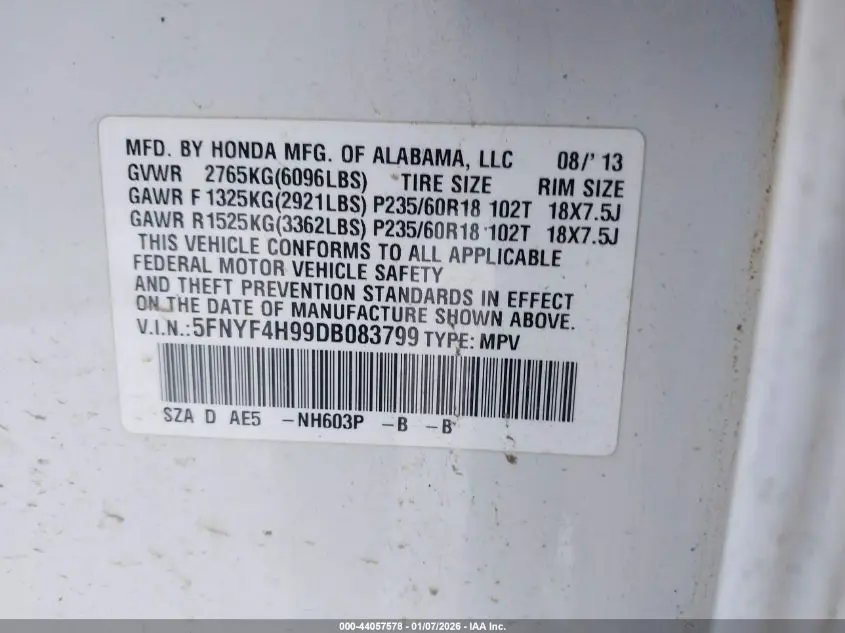 MFD. BY HONDA MFG. OF ALABAMA, LLC 08/' 13
GVWR 2765KG(6096LBS) TIRE SIZE RIM SIZE
GAWR F 1325KG(2921LBS) P235/60R18 102T 18X7.5J
GAWR R1525KG(3362LBS) P235/60R18 102T 18X7.5J
THIS VEHICLE CONFORMS TO ALL APPLICABLE
FEDERAL MOTOR VEHICLE SAFETY
AND THEFT PREVENTION STANDARDS IN EFFECT
ON THE DATE OF MANUFACTURE SHOWN ABOVE.
V.I.N.:5FNYF4H99DB083799 TYPE: MPV
SZA D AE5 -NH603P -B -B
000-44057578 | 01/07/2026 | IAA Inc.